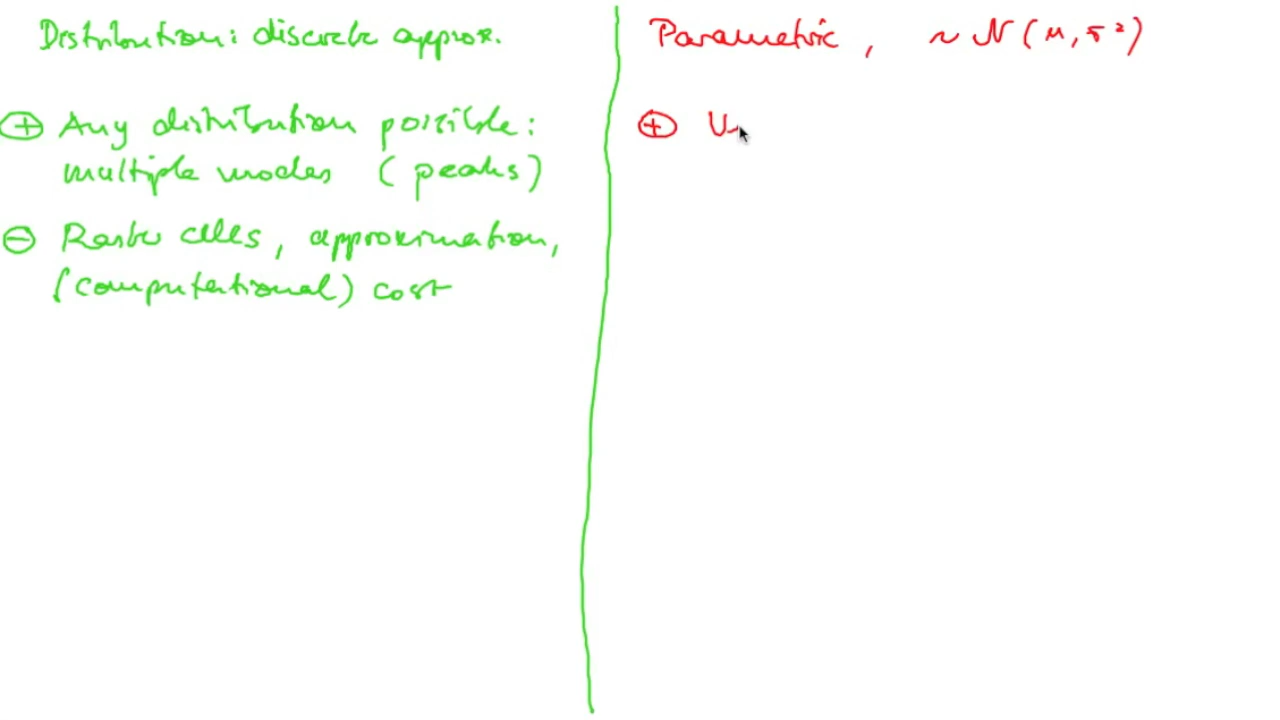 Distribution: discrete approx.
⊕ Any distribution possible:
multiple modes (peaks)
⊖ Raster cells, approximation,
(computational) cost
Parametric, ~ N(μ, σ²)
⊕